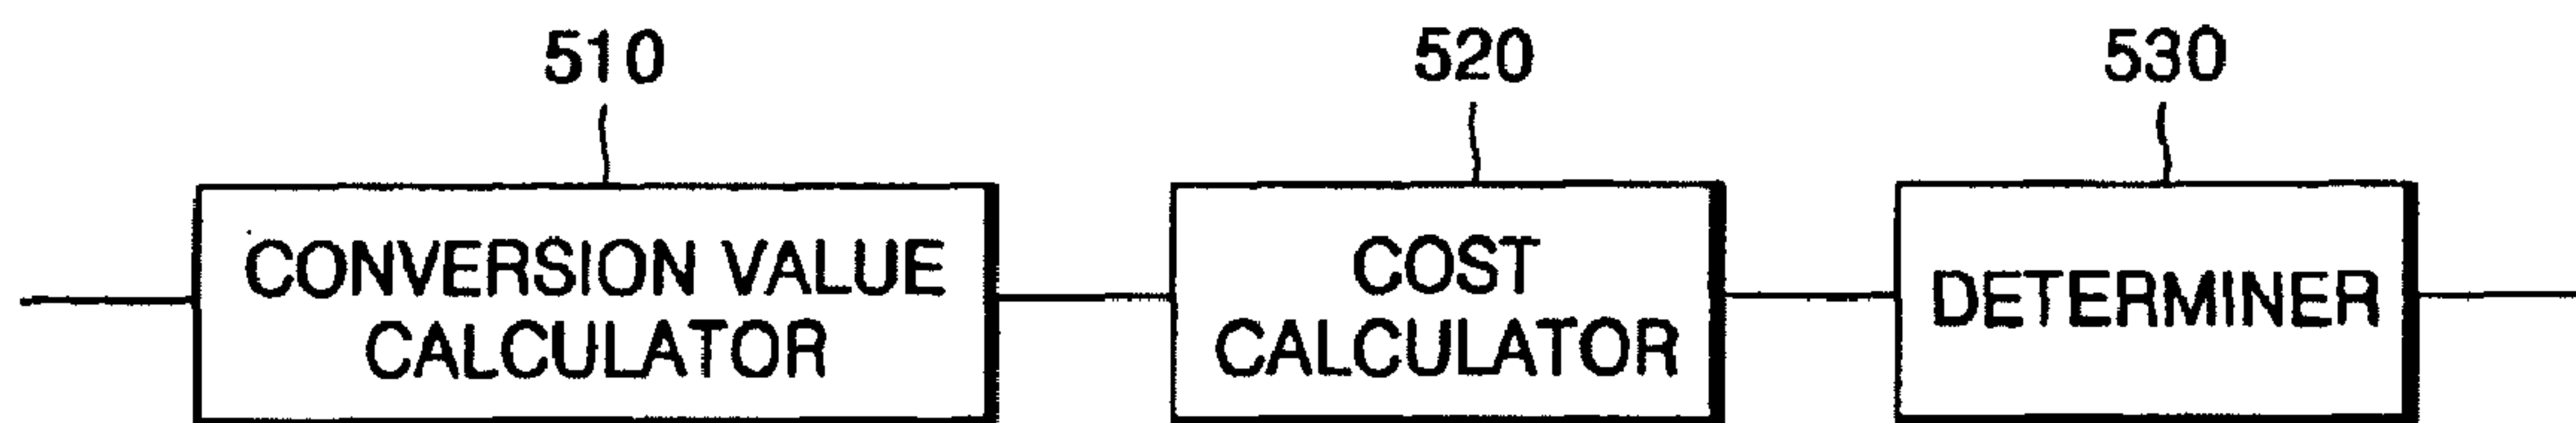 510
520
530
CONVERSION VALUE
CALCULATOR
COST
CALCULATOR
DETERMINER